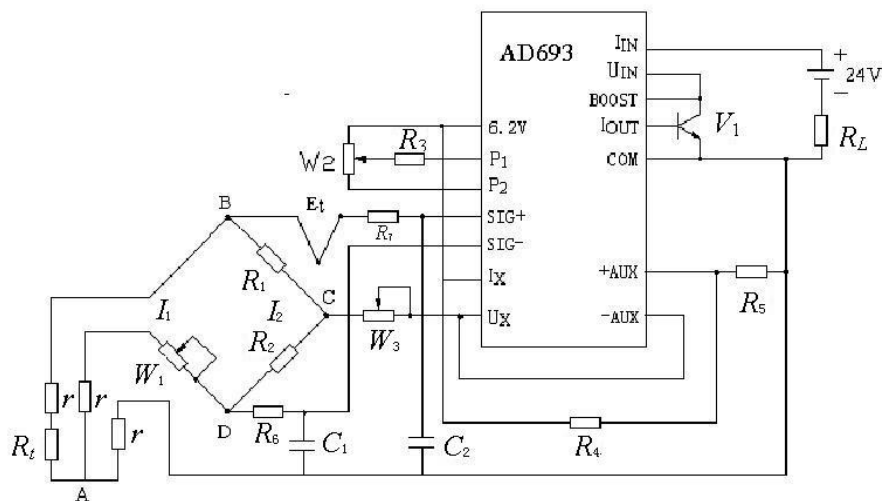 AD693
IIN
UIN
BOOST
IOUT
COM
6.2V
P1
P2
SIG+
SIG−
IX
UX
+AUX
−AUX
+
24V
−
V1
RL
W2
R3
B
Et
R7
R1
I1
I2
C
R2
W1
W3
R5
r
r
r
Rt
D
R6
C1
C2
R4
A